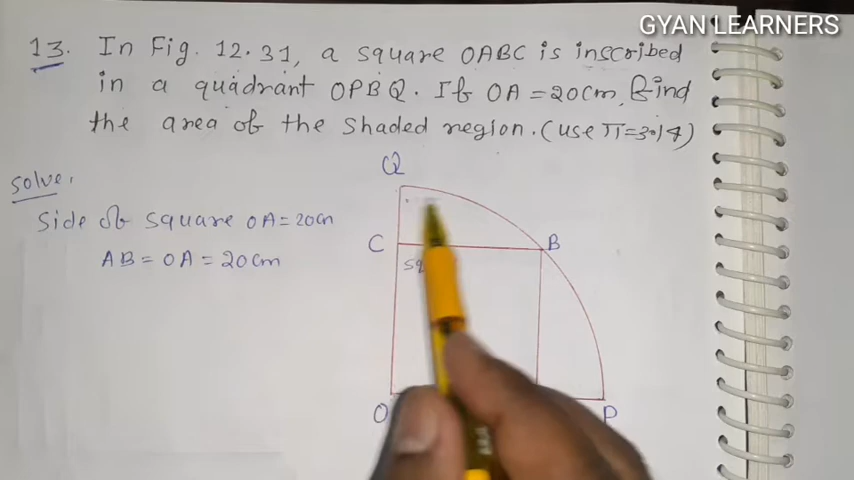 GYAN LEARNERS
13. In Fig. 12.31, a square OABC is inscribed
in a quadrant OPBQ. If OA = 20cm, find
the area of the shaded region. (use π=3.14)
Q
solve.
Side of square OA = 20cm
C
B
AB = OA = 20cm
sq
O
P